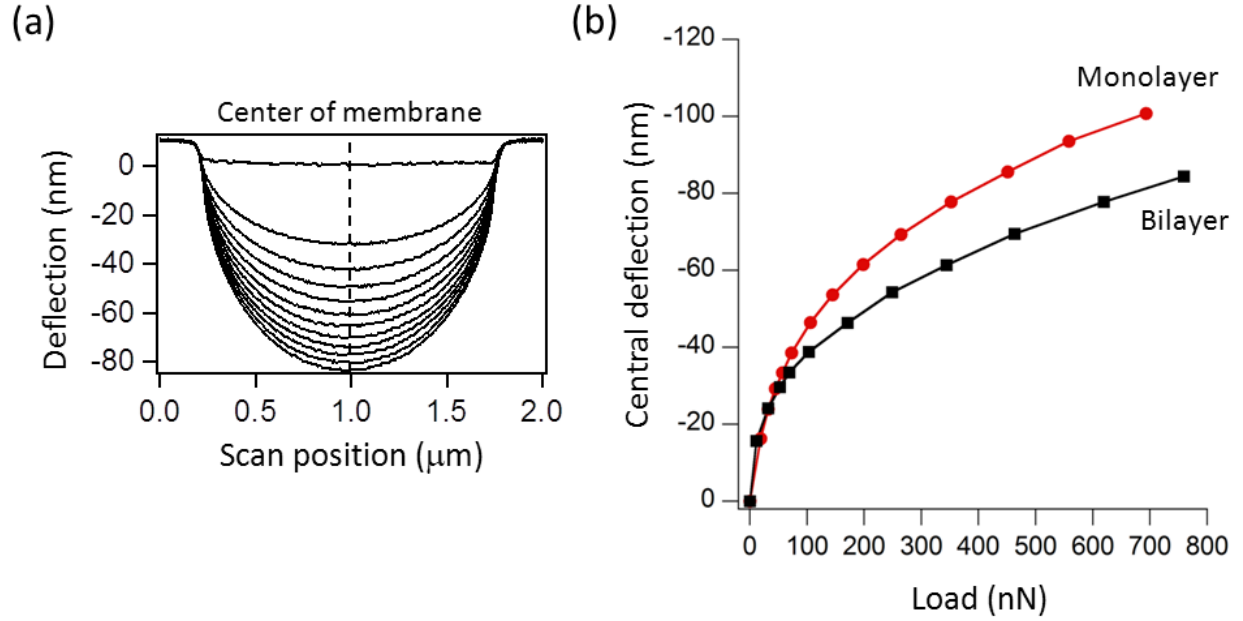 (a)
Center of membrane
Deflection (nm)
0
-20
-40
-60
-80
0.0 0.5 1.0 1.5 2.0
Scan position (μm)
(b)
Central deflection (nm)
-120
-100
-80
-60
-40
-20
0
Monolayer
Bilayer
0 100 200 300 400 500 600 700 800
Load (nN)